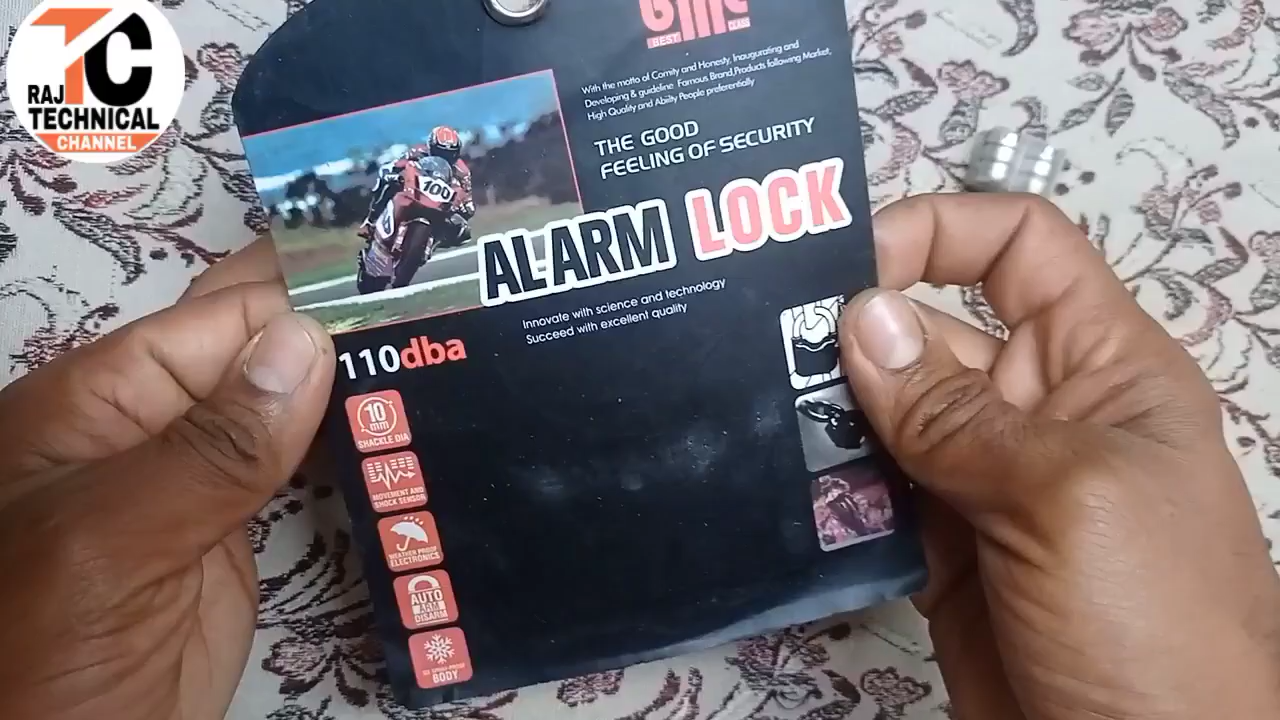 TC
RAJ
TECHNICAL
CHANNEL
BEST
CLASS
With the motto of Comity and Honesty, Inaugurating and
Developing & guideline Famous Brand,Products following Market,
High Quality and Abiity People preferentially
THE GOOD
FEELING OF SECURITY
ALARM LOCK
100
Innovate with science and technology
Succeed with excellent quality
110dba
10
mm
SHACKLE DIA
MOVEMENT AND
SHOCK SENSOR
WEATHER PROOF
ELECTRONICS
AUTO
ARM
DISARM
BODY